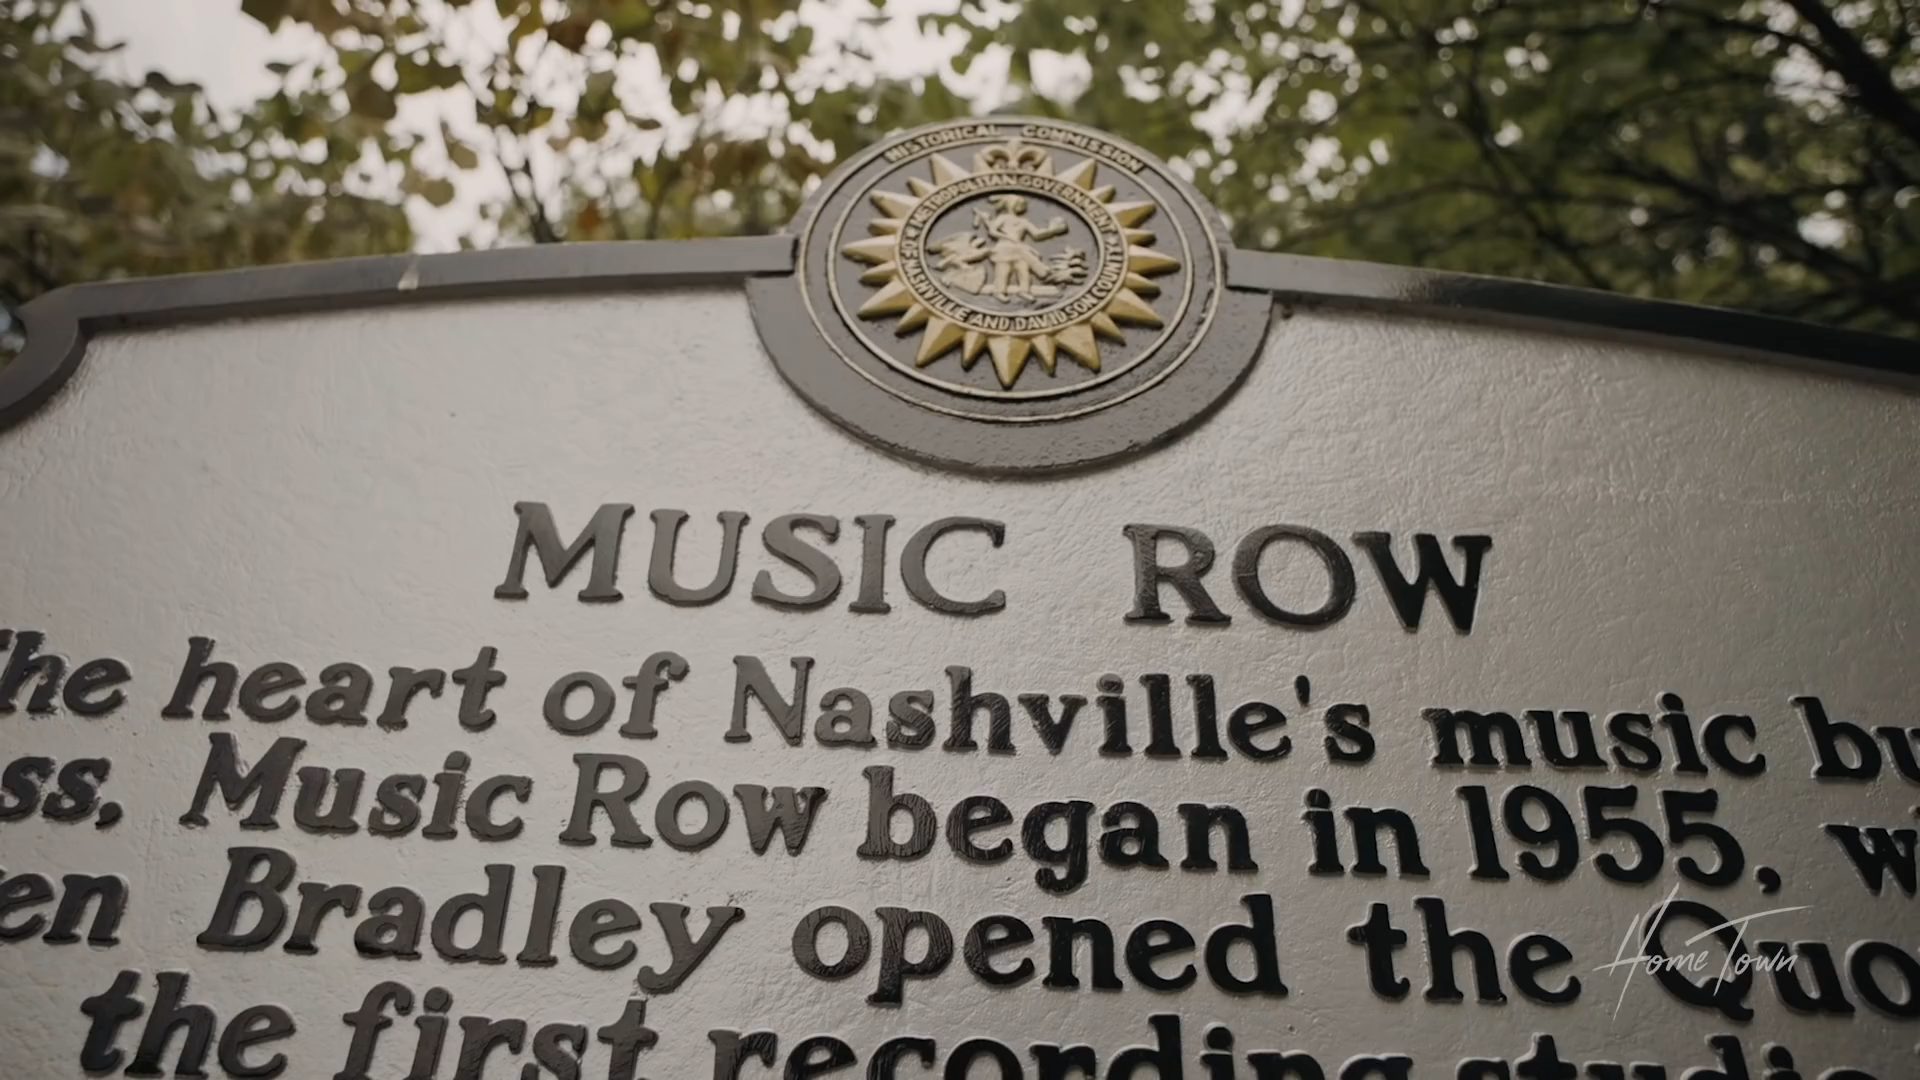 HISTORICAL COMMISSION
METROPOLITAN GOVERNMENT
OF NASHVILLE AND DAVIDSON COUNTY
MUSIC ROW
The heart of Nashville's music bu
ss, Music Row began in 1955, w
en Bradley opened the Quo
the first recording studio
Home Town